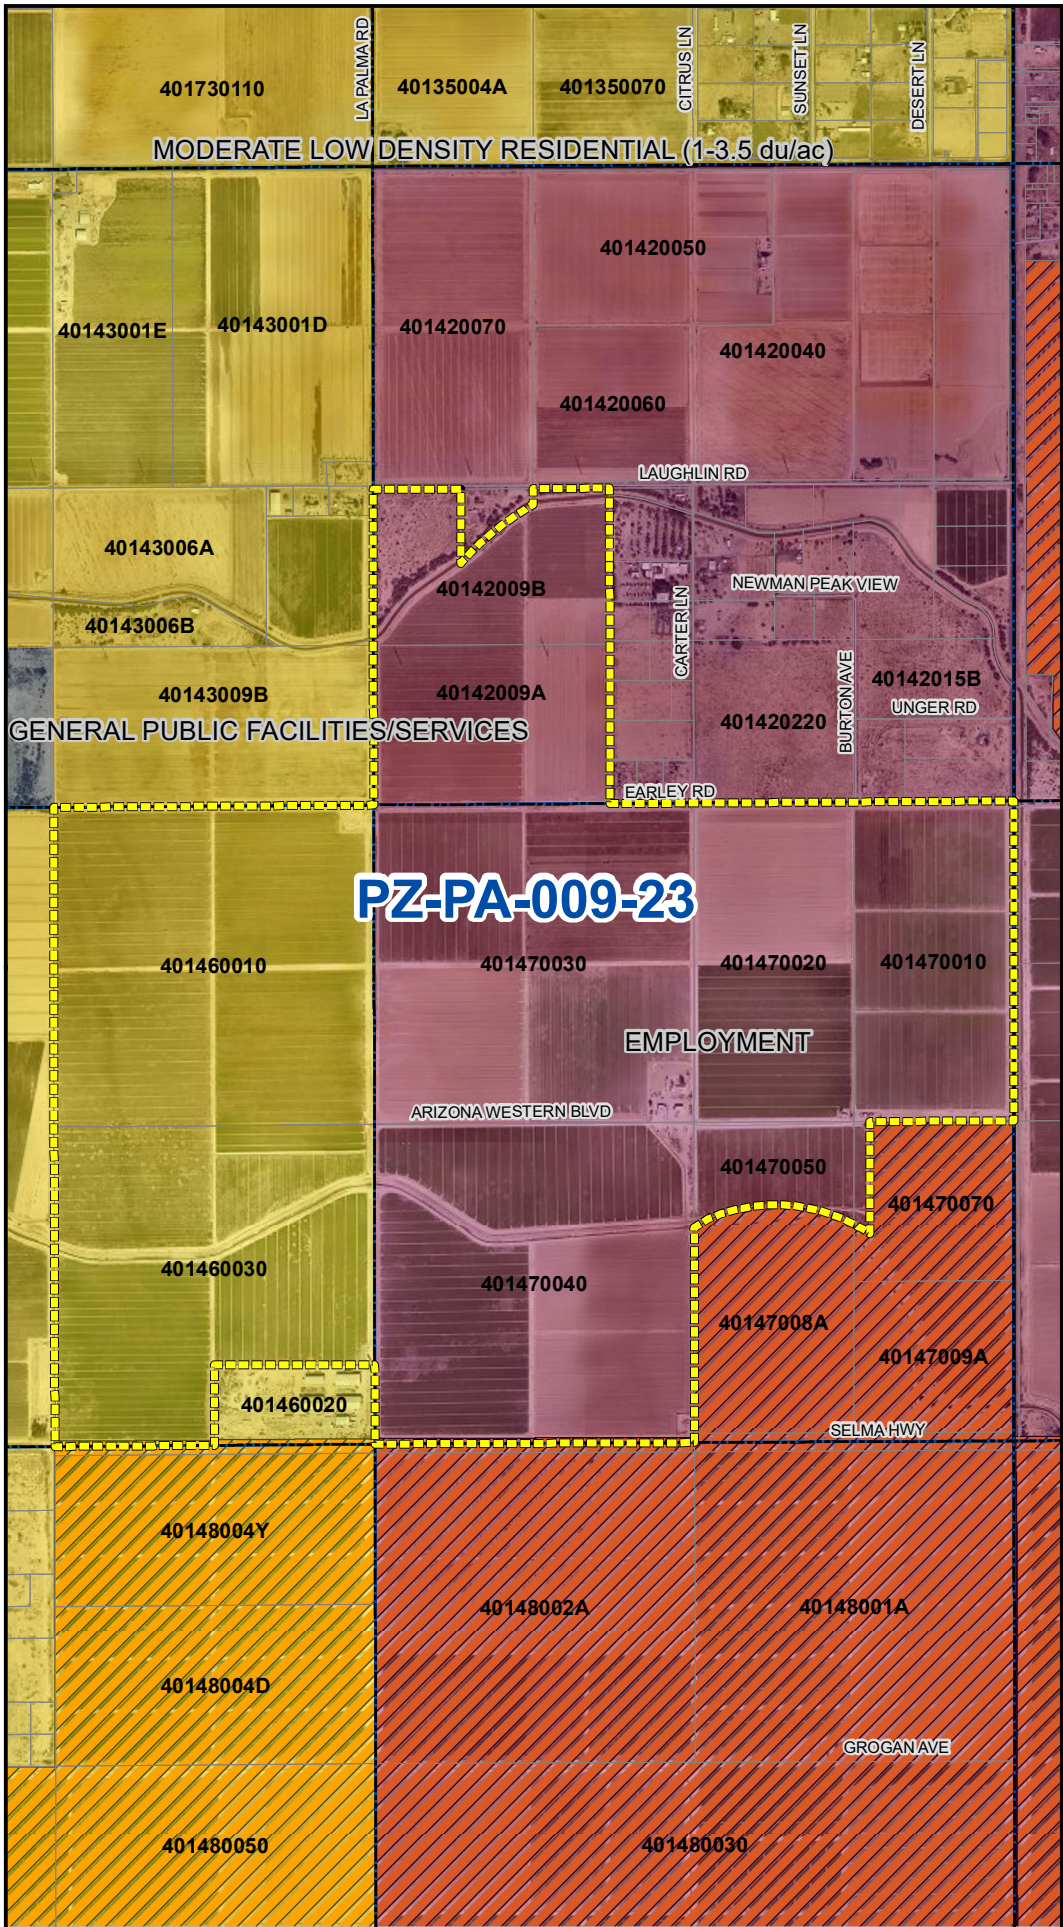 LA PALMA RD
CITRUS LN
SUNSET LN
DESERT LN
401730110
40135004A
401350070
MODERATE LOW DENSITY RESIDENTIAL (1-3.5 du/ac)
401420050
40143001E
40143001D
401420070
401420040
401420060
LAUGHLIN RD
40143006A
40142009B
NEWMAN PEAK VIEW
40143006B
CARTER LN
BURTON AVE
40143009B
40142009A
40142015B
UNGER RD
401420220
GENERAL PUBLIC FACILITIES/SERVICES
EARLEY RD
PZ-PA-009-23
401460010
401470030
401470020
401470010
EMPLOYMENT
ARIZONA WESTERN BLVD
401470050
401470070
401460030
401470040
40147008A
40147009A
401460020
SELMA HWY
40148004Y
40148002A
40148001A
40148004D
GROGAN AVE
401480050
401480030